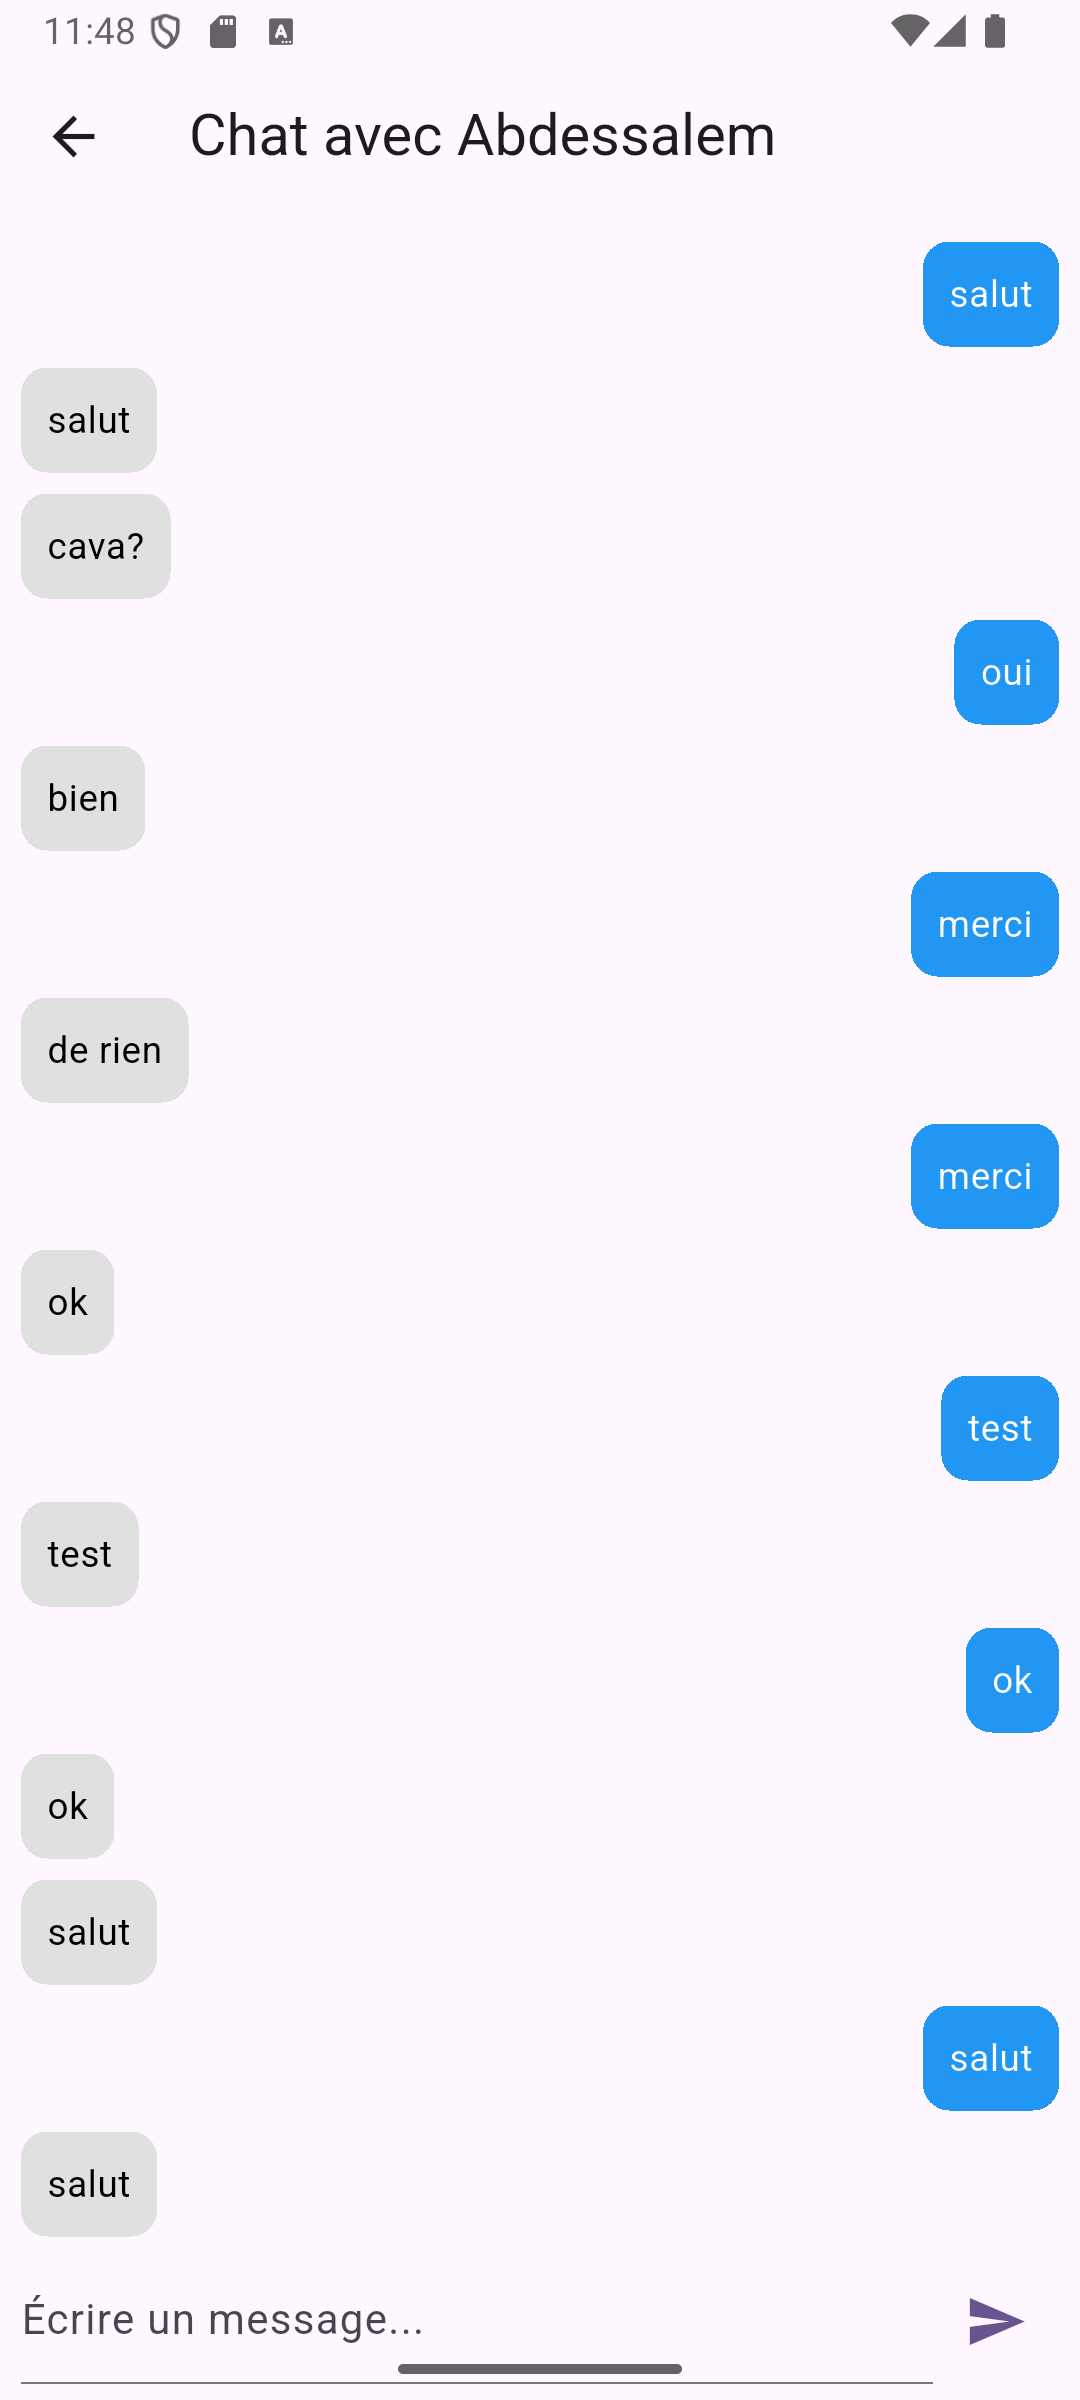 11:48
Chat avec Abdessalem
salut
salut
cava?
oui
bien
merci
de rien
merci
ok
test
test
ok
ok
salut
salut
salut
Écrire un message...